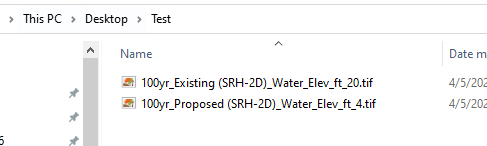 This PC > Desktop > Test
Name
Date m
100yr_Existing (SRH-2D)_Water_Elev_ft_20.tif
4/5/202
100yr_Proposed (SRH-2D)_Water_Elev_ft_4.tif
4/5/202
6